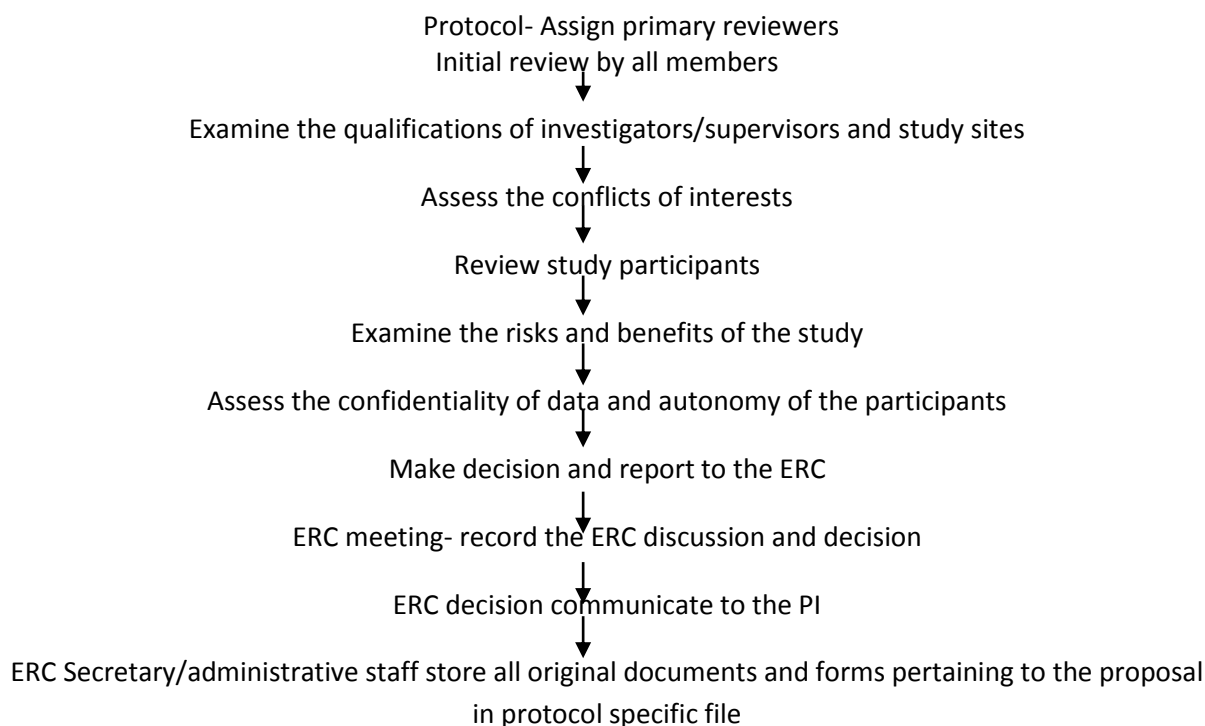 Protocol- Assign primary reviewers
Initial review by all members
Examine the qualifications of investigators/supervisors and study sites
Assess the conflicts of interests
Review study participants
Examine the risks and benefits of the study
Assess the confidentiality of data and autonomy of the participants
Make decision and report to the ERC
ERC meeting- record the ERC discussion and decision
ERC decision communicate to the PI
ERC Secretary/administrative staff store all original documents and forms pertaining to the proposal
in protocol specific file